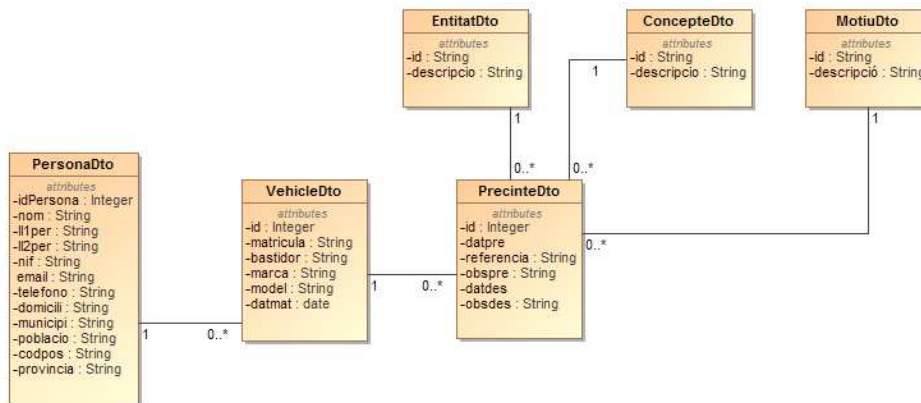 EntitatDto
attributes
-id : String
-descripcio : String
ConcepteDto
attributes
-id : String
-descripcio : String
MotiuDto
attributes
-id : String
-descripció : String
1
1
1
0..*
0..*
0..*
PersonaDto
attributes
-idPersona : Integer
-nom : String
-ll1per : String
-ll2per : String
-nif : String
email : String
-telefono : String
-domicili : String
-municipi : String
-poblacio : String
-codpos : String
-provincia : String
1
0..*
VehicleDto
attributes
-id : Integer
-matricula : String
-bastidor : String
-marca : String
-model : String
-datmat : date
1
0..*
PrecinteDto
attributes
-id : Integer
-datpre
-referencia : String
-obspre : String
-datdes
-obsdes : String